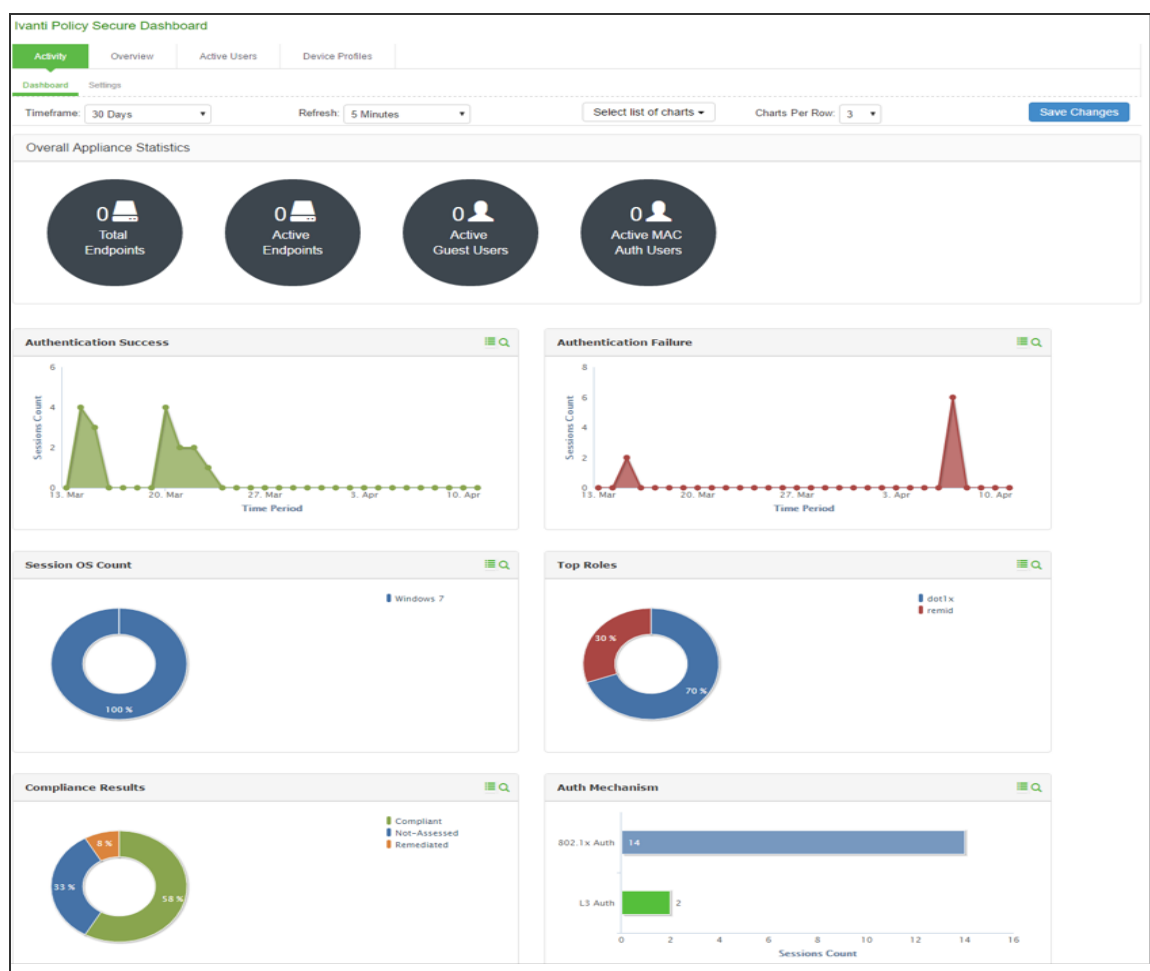 Ivanti Policy Secure Dashboard
Activity Overview Active Users Device Profiles
Dashboard Settings
Timeframe: 30 Days Refresh: 5 Minutes Select list of charts Charts Per Row: 3 Save Changes
Overall Appliance Statistics
0
Total
Endpoints
0
Active
Endpoints
0
Active
Guest Users
0
Active MAC
Auth Users
Authentication Success
Sessions Count
6
4
2
0
13. Mar 20. Mar 27. Mar 3. Apr 10. Apr
Time Period
Authentication Failure
Sessions Count
8
6
4
2
0
13. Mar 20. Mar 27. Mar 3. Apr 10. Apr
Time Period
Session OS Count
Windows 7
100 %
Top Roles
dot1x
remid
30 %
70 %
Compliance Results
Compliant
Not-Assessed
Remediated
8 %
33 %
58 %
Auth Mechanism
802.1x Auth 14
L3 Auth 2
0 2 4 6 8 10 12 14 16
Sessions Count